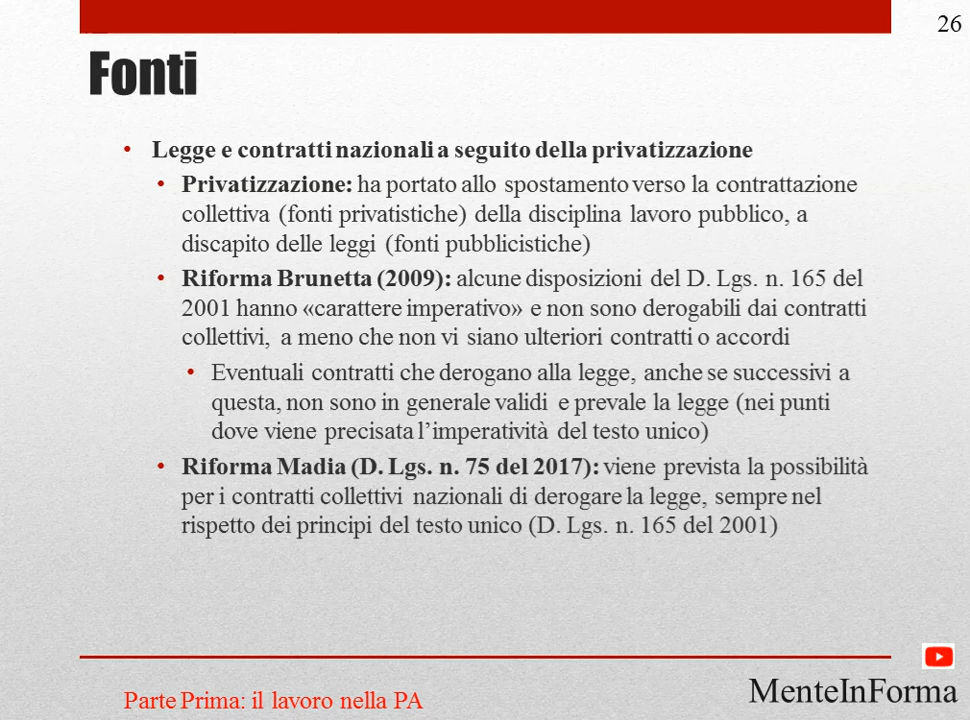 26
Fonti
• Legge e contratti nazionali a seguito della privatizzazione
• Privatizzazione: ha portato allo spostamento verso la contrattazione
collettiva (fonti privatistiche) della disciplina lavoro pubblico, a
discapito delle leggi (fonti pubblicistiche)
• Riforma Brunetta (2009): alcune disposizioni del D. Lgs. n. 165 del
2001 hanno «carattere imperativo» e non sono derogabili dai contratti
collettivi, a meno che non vi siano ulteriori contratti o accordi
• Eventuali contratti che derogano alla legge, anche se successivi a
questa, non sono in generale validi e prevale la legge (nei punti
dove viene precisata l’imperatività del testo unico)
• Riforma Madia (D. Lgs. n. 75 del 2017): viene prevista la possibilità
per i contratti collettivi nazionali di derogare la legge, sempre nel
rispetto dei principi del testo unico (D. Lgs. n. 165 del 2001)
Parte Prima: il lavoro nella PA
MenteInForma